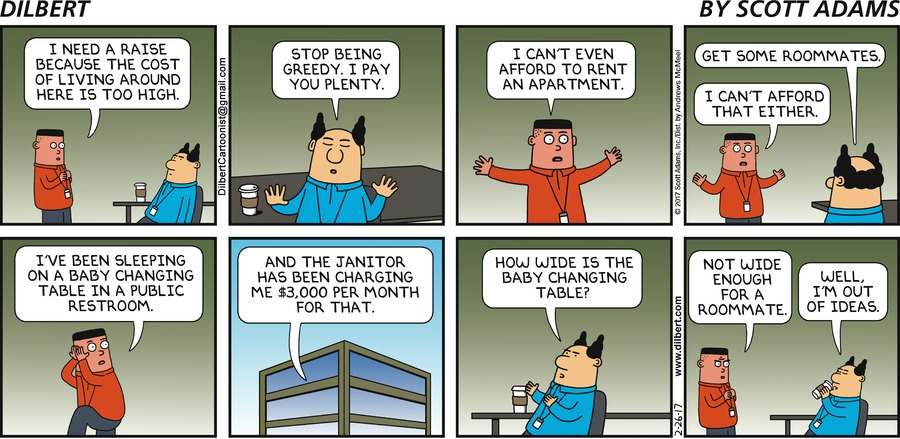 DILBERT
BY SCOTT ADAMS
I NEED A RAISE
BECAUSE THE COST
OF LIVING AROUND
HERE IS TOO HIGH.
DilbertCartoonist@gmail.com
STOP BEING
GREEDY. I PAY
YOU PLENTY.
I CAN'T EVEN
AFFORD TO RENT
AN APARTMENT.
© 2017 Scott Adams, Inc./Dist. by Andrews McMeel
GET SOME ROOMMATES.
I CAN'T AFFORD
THAT EITHER.
I'VE BEEN SLEEPING
ON A BABY CHANGING
TABLE IN A PUBLIC
RESTROOM.
AND THE JANITOR
HAS BEEN CHARGING
ME $3,000 PER MONTH
FOR THAT.
HOW WIDE IS THE
BABY CHANGING
TABLE?
www.dilbert.com
2-26-17
NOT WIDE
ENOUGH
FOR A
ROOMMATE.
WELL,
I'M OUT
OF IDEAS.